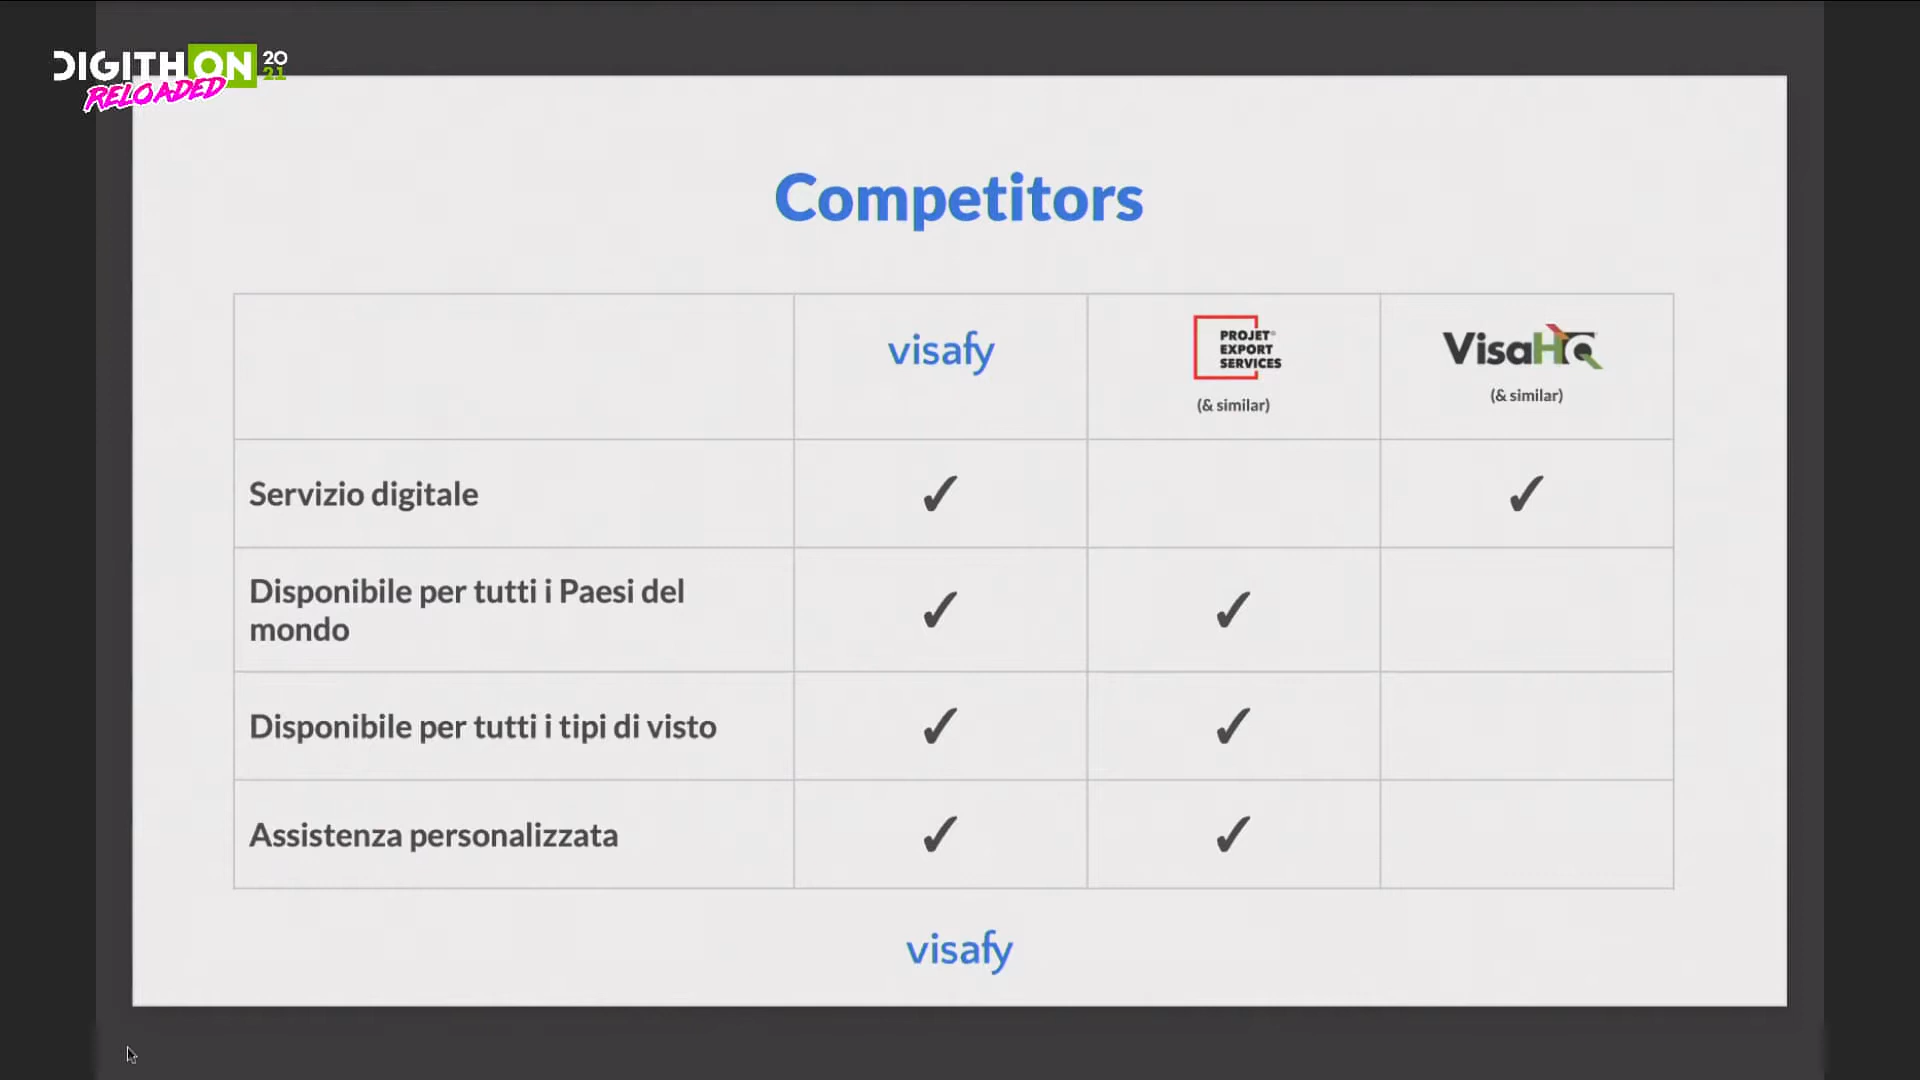 DIGITHON 2021
RELOADED
Competitors
visafy
PROJET®
EXPORT
SERVICES
(& similar)
VisaHQ
(& similar)
Servizio digitale
✓
✓
Disponibile per tutti i Paesi del
mondo
✓
✓
Disponibile per tutti i tipi di visto
✓
✓
Assistenza personalizzata
✓
✓
visafy